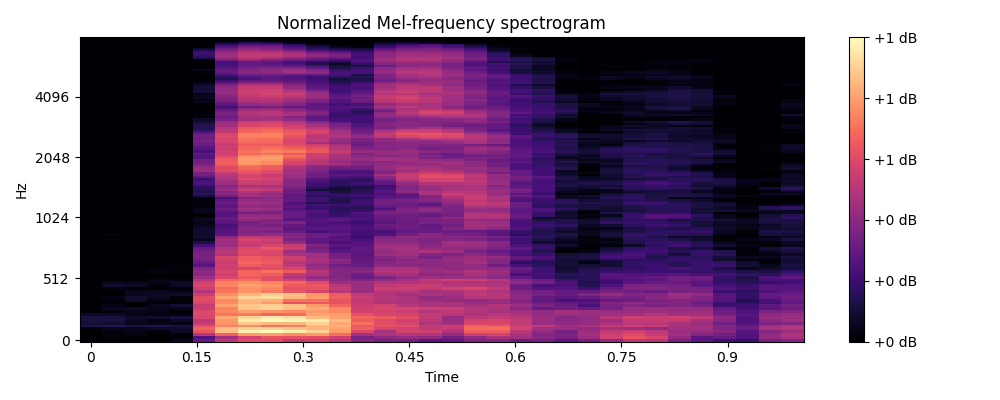 Normalized Mel-frequency spectrogram
Hz
4096
2048
1024
512
0
0 0.15 0.3 0.45 0.6 0.75 0.9
Time
+1 dB
+1 dB
+1 dB
+0 dB
+0 dB
+0 dB